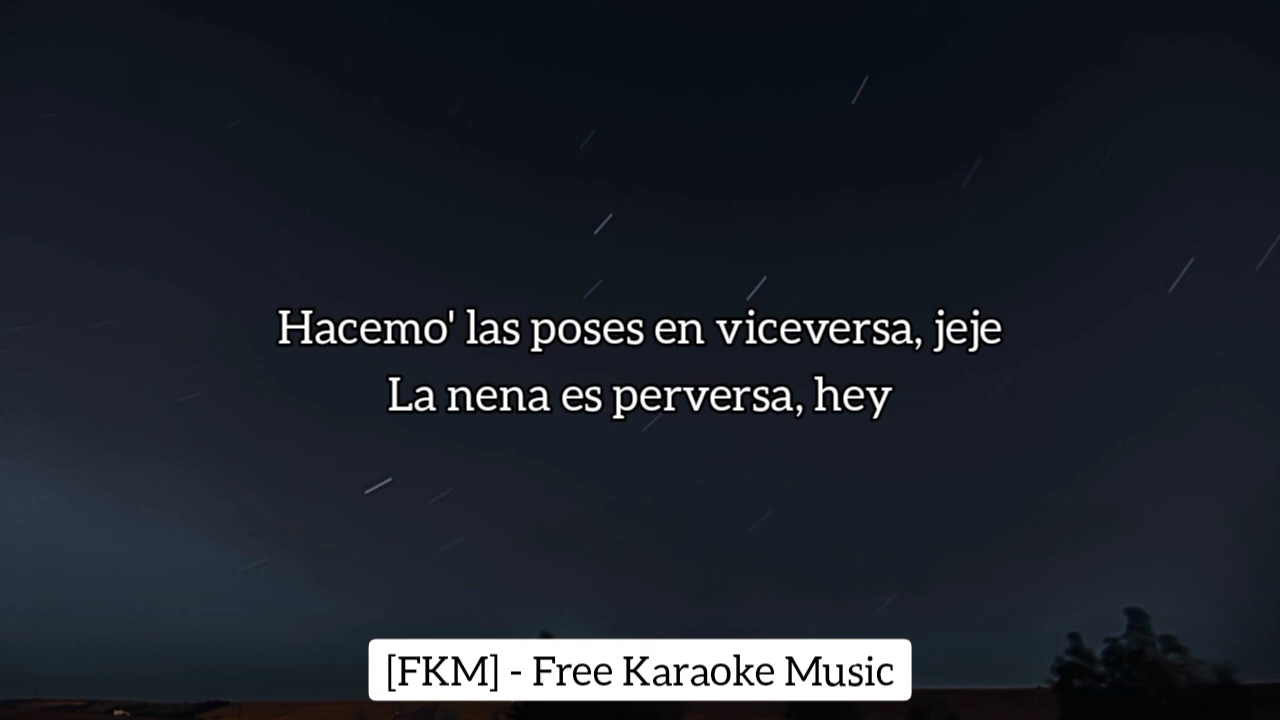 Hacemo' las poses en viceversa, jeje
La nena es perversa, hey
[FKM] - Free Karaoke Music